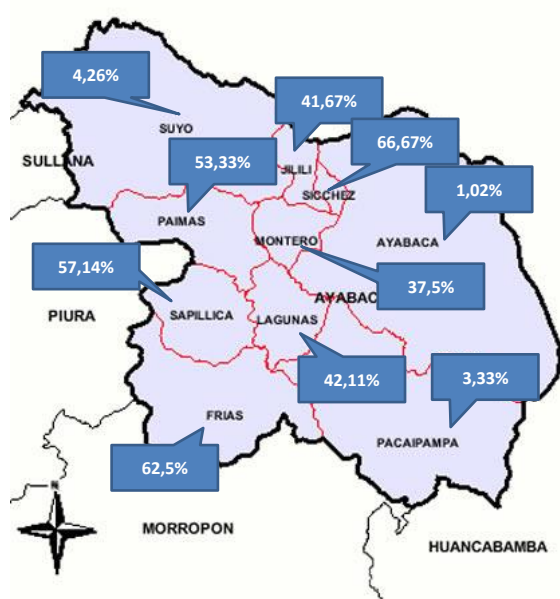 4,26%
41,67%
SUYO
66,67%
SULLANA
53,33%
JILILI
SICCHEZ
1,02%
PAIMAS
MONTERO
AYABACA
57,14%
37,5%
AYABAC
PIURA
SAPILLICA
LAGUNAS
42,11%
3,33%
FRIAS
PACAIPAMPA
62,5%
N
MORROPON
HUANCABAMBA